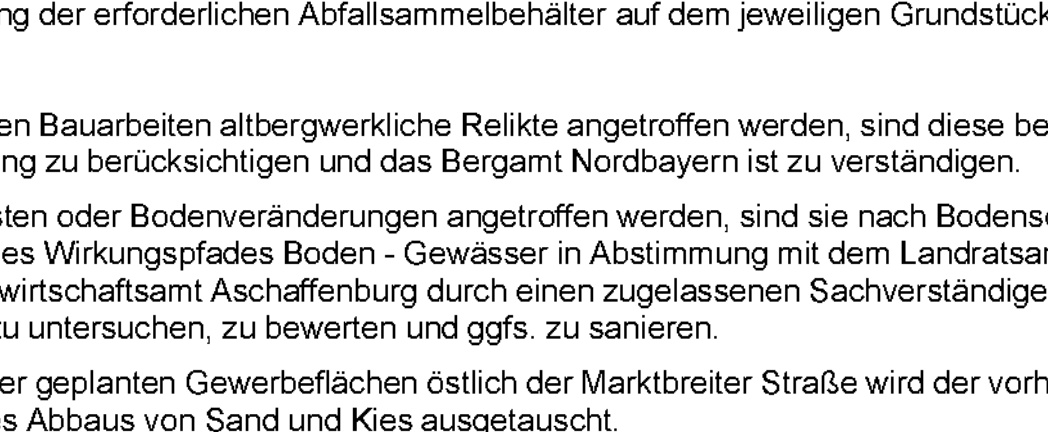 ng der erforderlichen Abfallsammelbehälter auf dem jeweiligen Grundstück
en Bauarbeiten altbergwerkliche Relikte angetroffen werden, sind diese be
ng zu berücksichtigen und das Bergamt Nordbayern ist zu verständigen.
sten oder Bodenveränderungen angetroffen werden, sind sie nach Bodens
es Wirkungspfades Boden - Gewässer in Abstimmung mit dem Landratsa
wirtschaftsamt Aschaffenburg durch einen zugelassenen Sachverständige
zu untersuchen, zu bewerten und ggfs. zu sanieren.
er geplanten Gewerbeflächen östlich der Marktbreiter Straße wird der vorh
s Abbaus von Sand und Kies ausgetauscht.